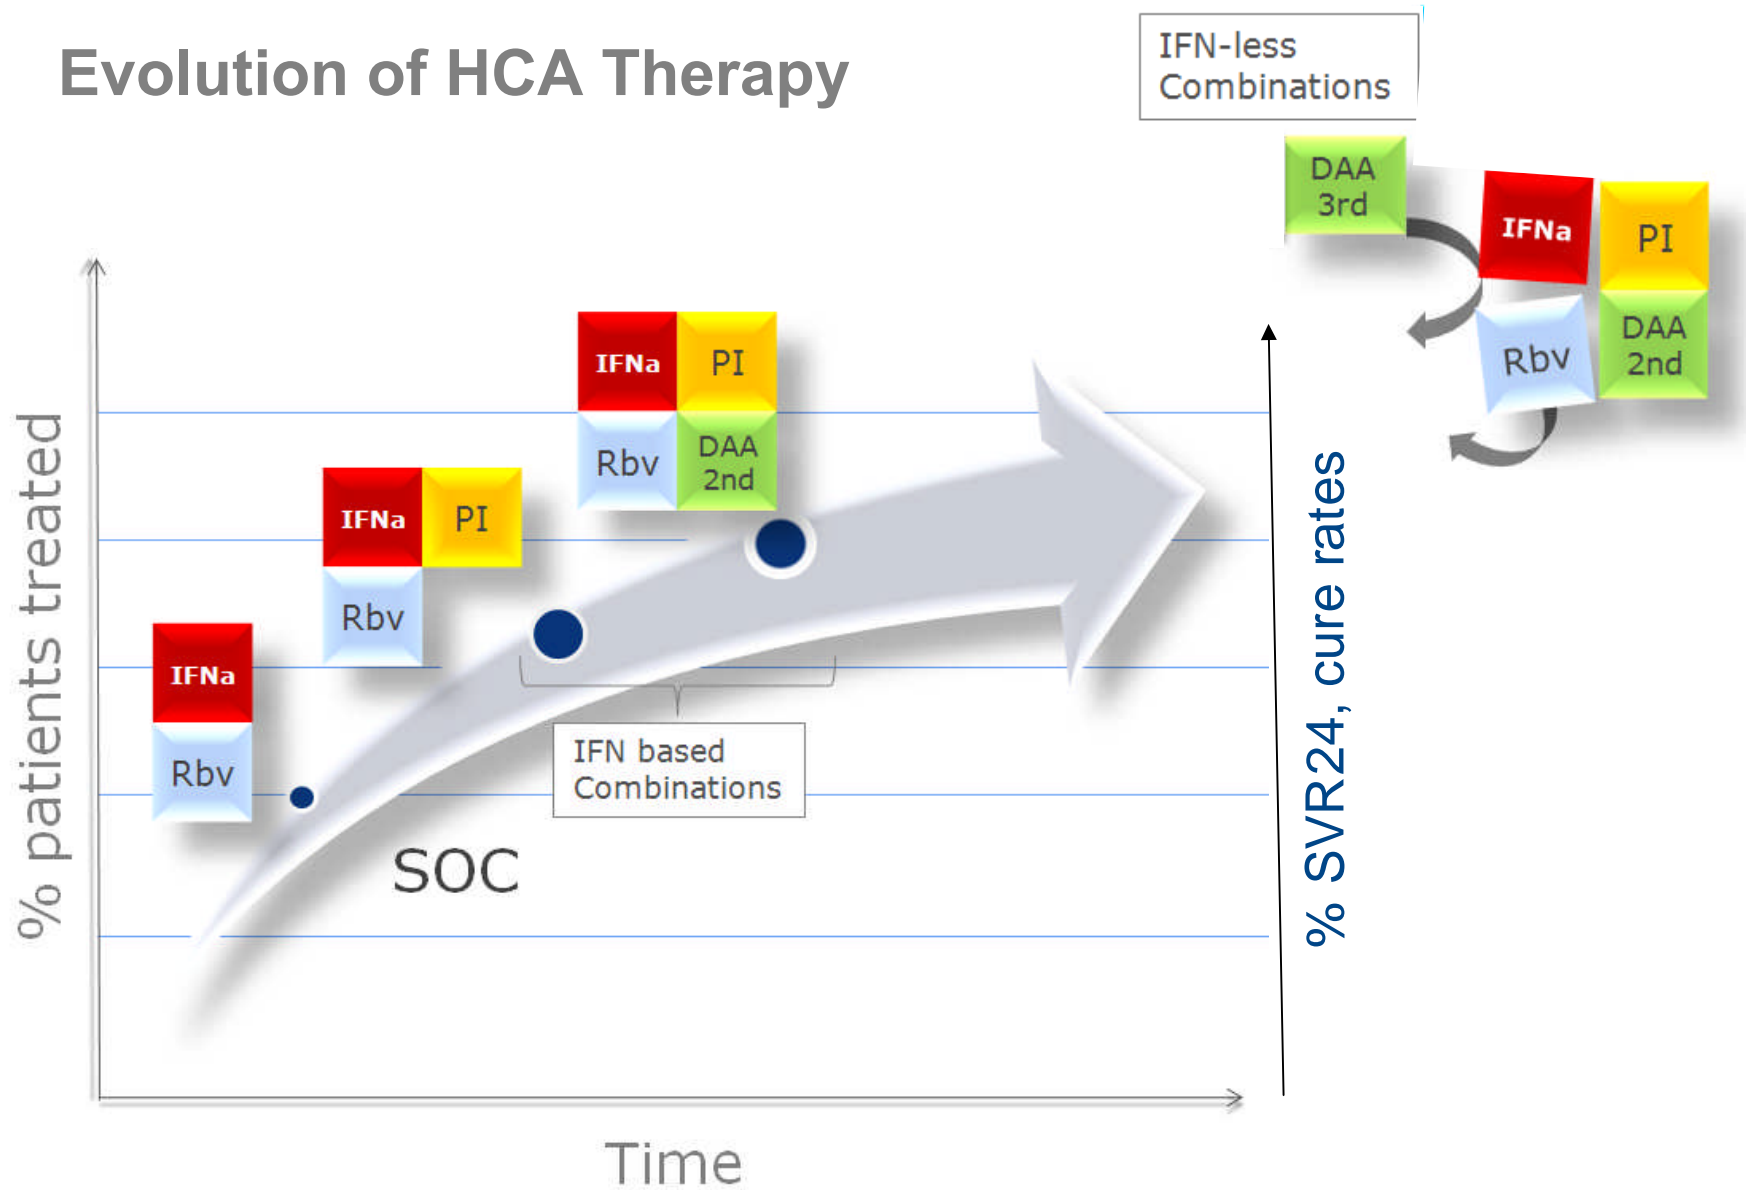 Evolution of HCA Therapy
IFN-less
Combinations
DAA
3rd
IFNa
PI
Rbv
DAA
2nd
IFNa
PI
Rbv
DAA
2nd
IFNa
PI
Rbv
IFNa
Rbv
IFN based
Combinations
SOC
% patients treated
% SVR24, cure rates
Time